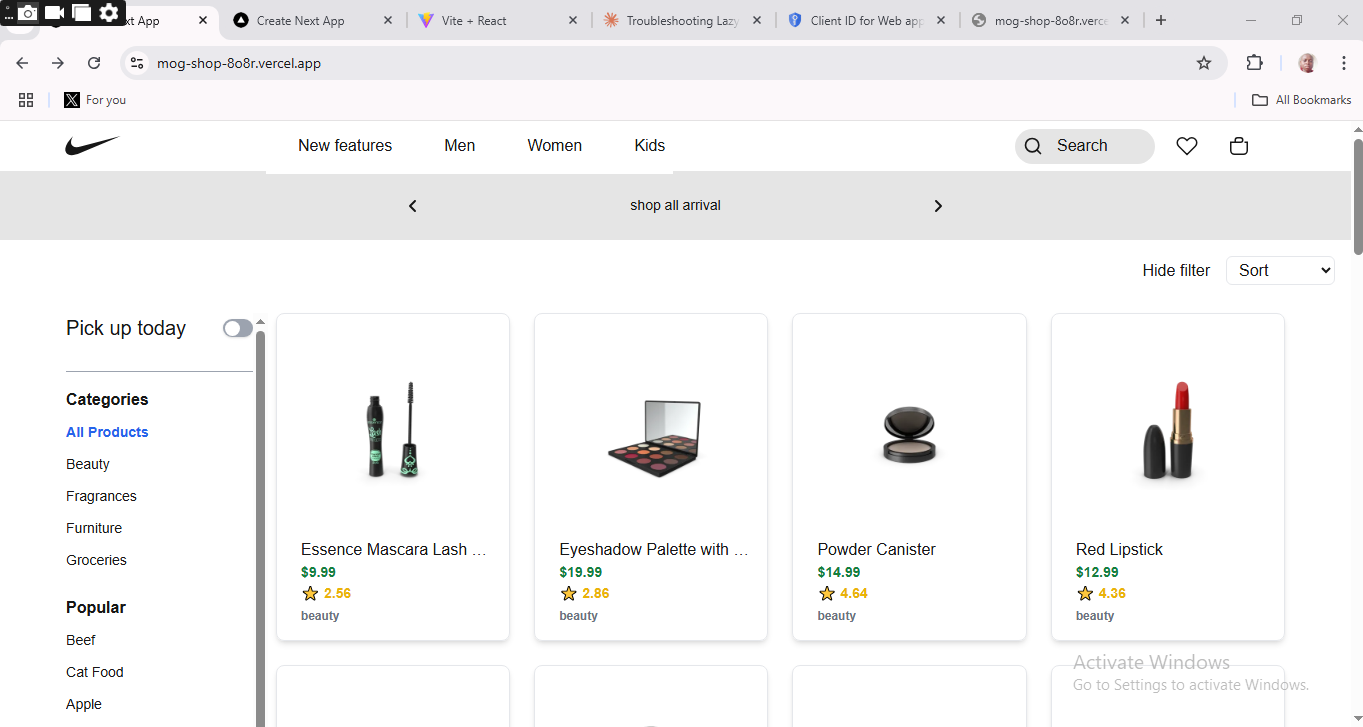 xt App
Create Next App
Vite + React
Troubleshooting Lazy
Client ID for Web app
mog-shop-8o8r.verce
mog-shop-8o8r.vercel.app
For you
All Bookmarks
New features
Men
Women
Kids
Search
shop all arrival
Hide filter
Sort
Pick up today
Categories
All Products
Beauty
Fragrances
Furniture
Groceries
Popular
Beef
Cat Food
Apple
Essence Mascara Lash ...
$9.99
2.56
beauty
Eyeshadow Palette with ...
$19.99
2.86
beauty
Powder Canister
$14.99
4.64
beauty
Red Lipstick
$12.99
4.36
beauty
Activate Windows
Go to Settings to activate Windows.